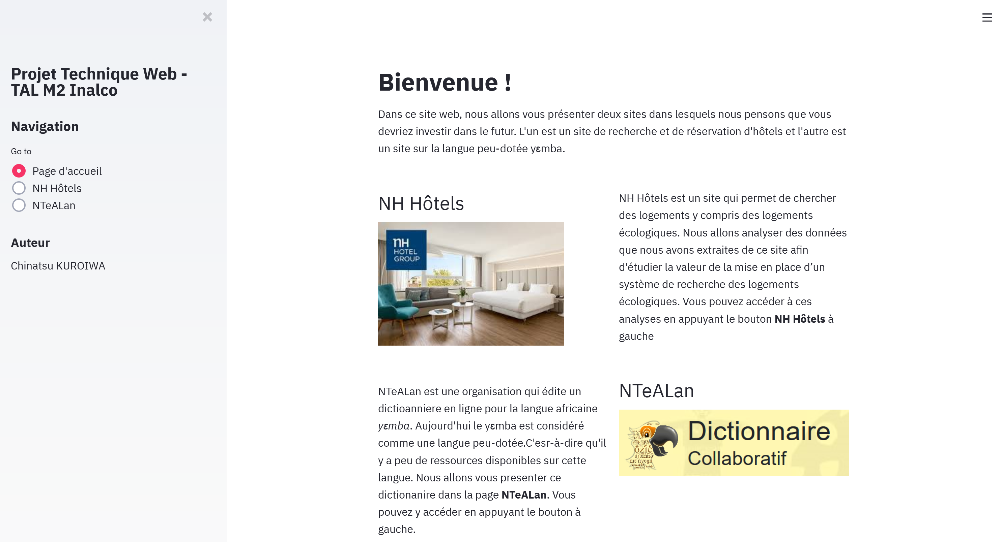 Projet Technique Web -
TAL M2 Inalco
Navigation
Go to
Page d'accueil
NH Hôtels
NTeALan
Auteur
Chinatsu KUROIWA
Bienvenue !
Dans ce site web, nous allons vous présenter deux sites dans lesquels nous pensons que vous
devriez investir dans le futur. L'un est un site de recherche et de réservation d'hôtels et l'autre est
un site sur la langue peu-dotée yɛmba.
NH Hôtels
nH
HOTEL
GROUP
NH Hôtels est un site qui permet de chercher
des logements y compris des logements
écologiques. Nous allons analyser des données
que nous avons extraites de ce site afin
d'étudier la valeur de la mise en place d’un
système de recherche des logements
écologiques. Vous pouvez accéder à ces
analyses en appuyant le bouton NH Hôtels à
gauche
NTeALan est une organisation qui édite un
dictioanniere en ligne pour la langue africaine
yɛmba. Aujourd'hui le yɛmba est considéré
comme une langue peu-dotée.C'esr-à-dire qu'il
y a peu de ressources disponibles sur cette
langue. Nous allons vous presenter ce
dictionanire dans la page NTeALan. Vous
pouvez y accéder en appuyant le bouton à
gauche.
NTeALan
Dictionnaire
Collaboratif